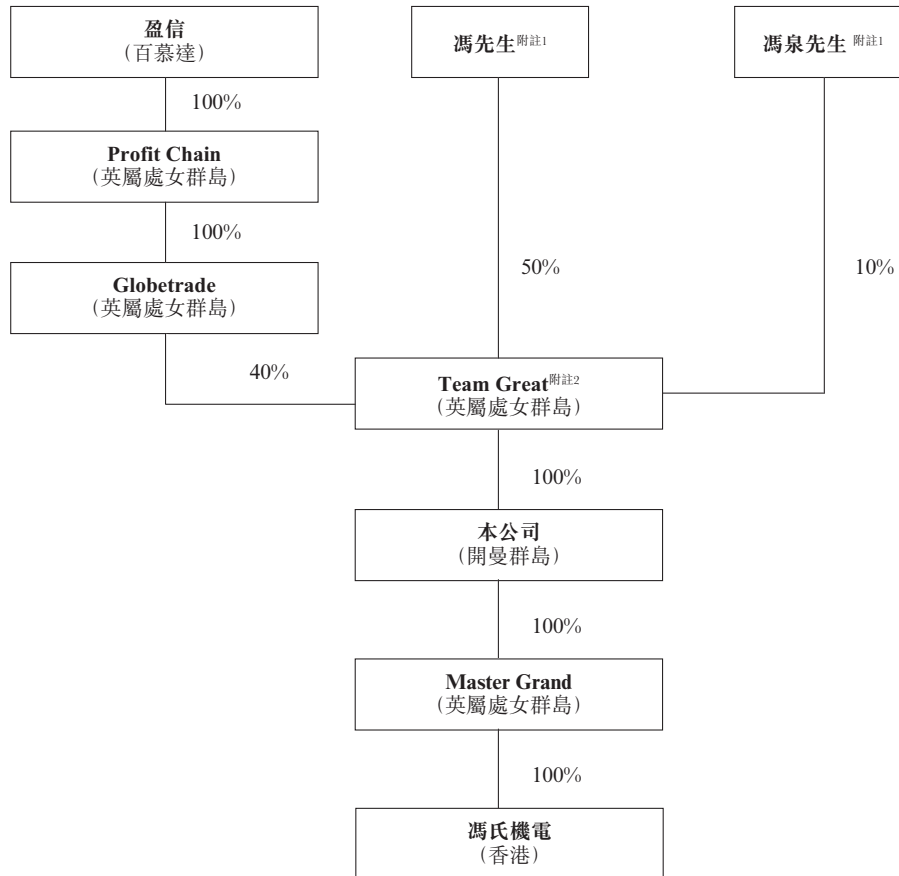 盈信
（百慕達）
馮先生附註1
馮泉先生 附註1
100%
Profit Chain
（英屬處女群島）
100%
50%
10%
Globetrade
（英屬處女群島）
40%
Team Great附註2
（英屬處女群島）
100%
本公司
（開曼群島）
100%
Master Grand
（英屬處女群島）
100%
馮氏機電
（香港）